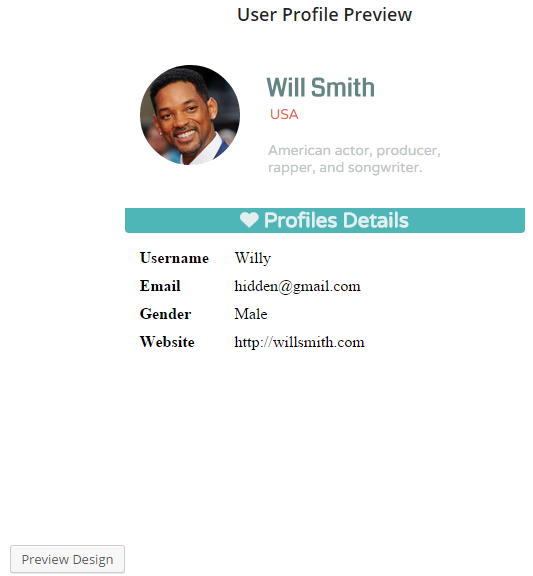 User Profile Preview
Will Smith
USA
American actor, producer,
rapper, and songwriter.
Profiles Details
Username Willy
Email hidden@gmail.com
Gender Male
Website http://willsmith.com
Preview Design